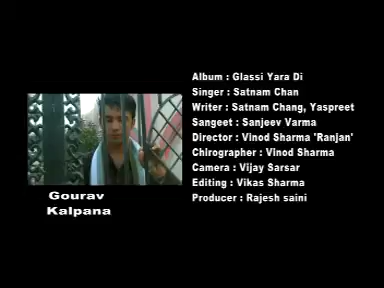 Album : Glassi Yara Di
Singer : Satnam Chan
Writer : Satnam Chang, Yaspreet
Sangeet : Sanjeev Varma
Director : Vinod Sharma 'Ranjan'
Chirographer : Vinod Sharma
Camera : Vijay Sarsar
Editing : Vikas Sharma
Producer : Rajesh saini
Gourav
Kalpana